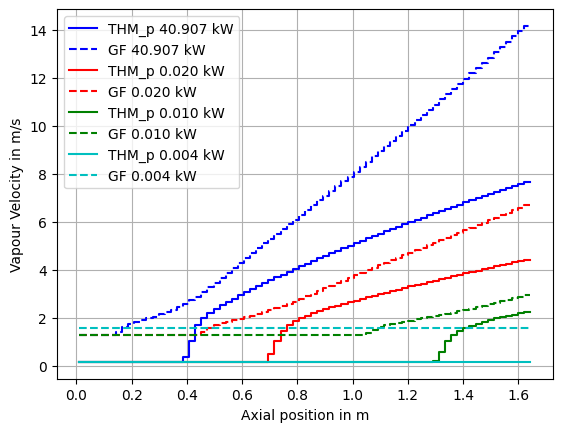 THM_p 40.907 kW
GF 40.907 kW
THM_p 0.020 kW
GF 0.020 kW
THM_p 0.010 kW
GF 0.010 kW
THM_p 0.004 kW
GF 0.004 kW
Vapour Velocity in m/s
14
12
10
8
6
4
2
0
0.0 0.2 0.4 0.6 0.8 1.0 1.2 1.4 1.6
Axial position in m